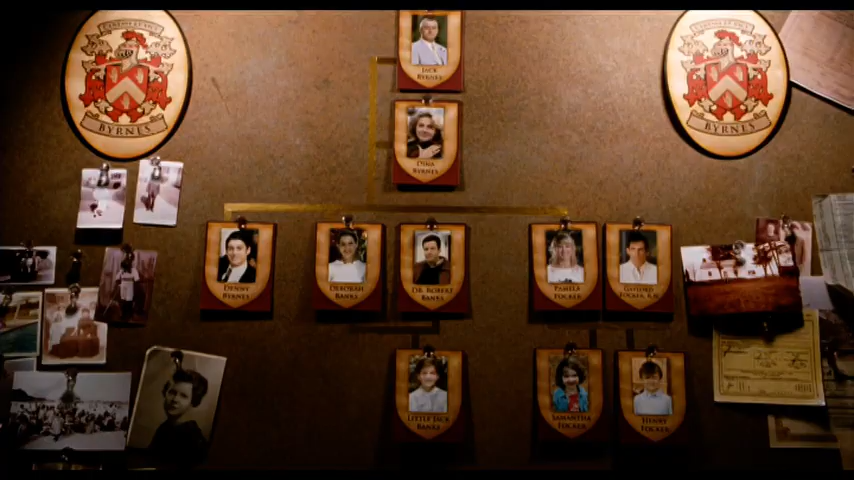 BYRNES
BYRNES
JACK
BYRNES
DINA
BYRNES
DENNY
BYRNES
DEBORAH
BANKS
DR. ROBERT
BANKS
PAMELA
FOCKER
GAYLORD
FOCKER, R.N.
LITTLE JACK
BANKS
SAMANTHA
FOCKER
HENRY
FOCKER